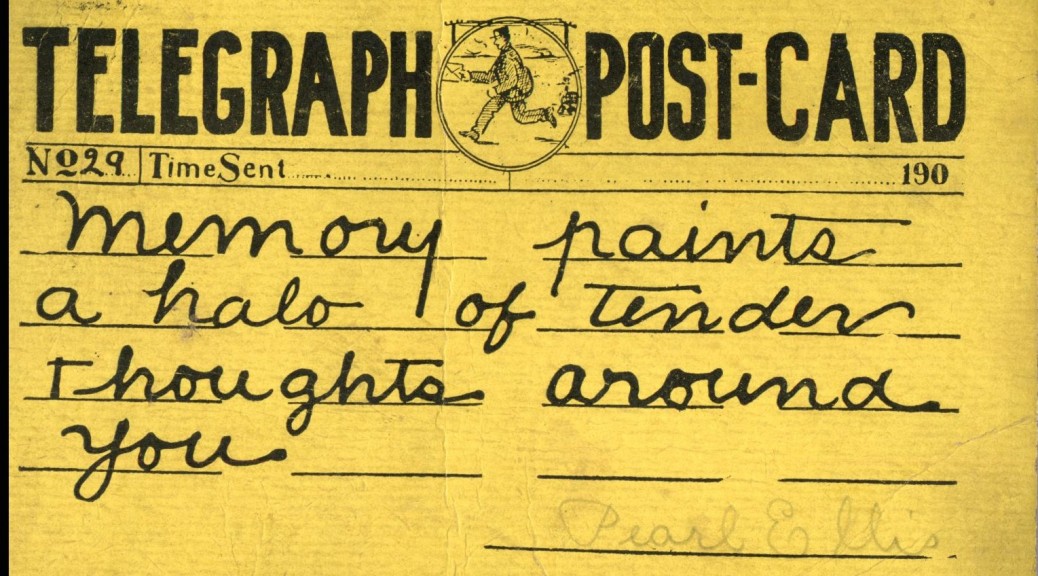 TELEGRAPH POST-CARD
No 29 Time Sent 190
Memory paints
a halo of tender
thoughts around
you.
Pearl Ellis